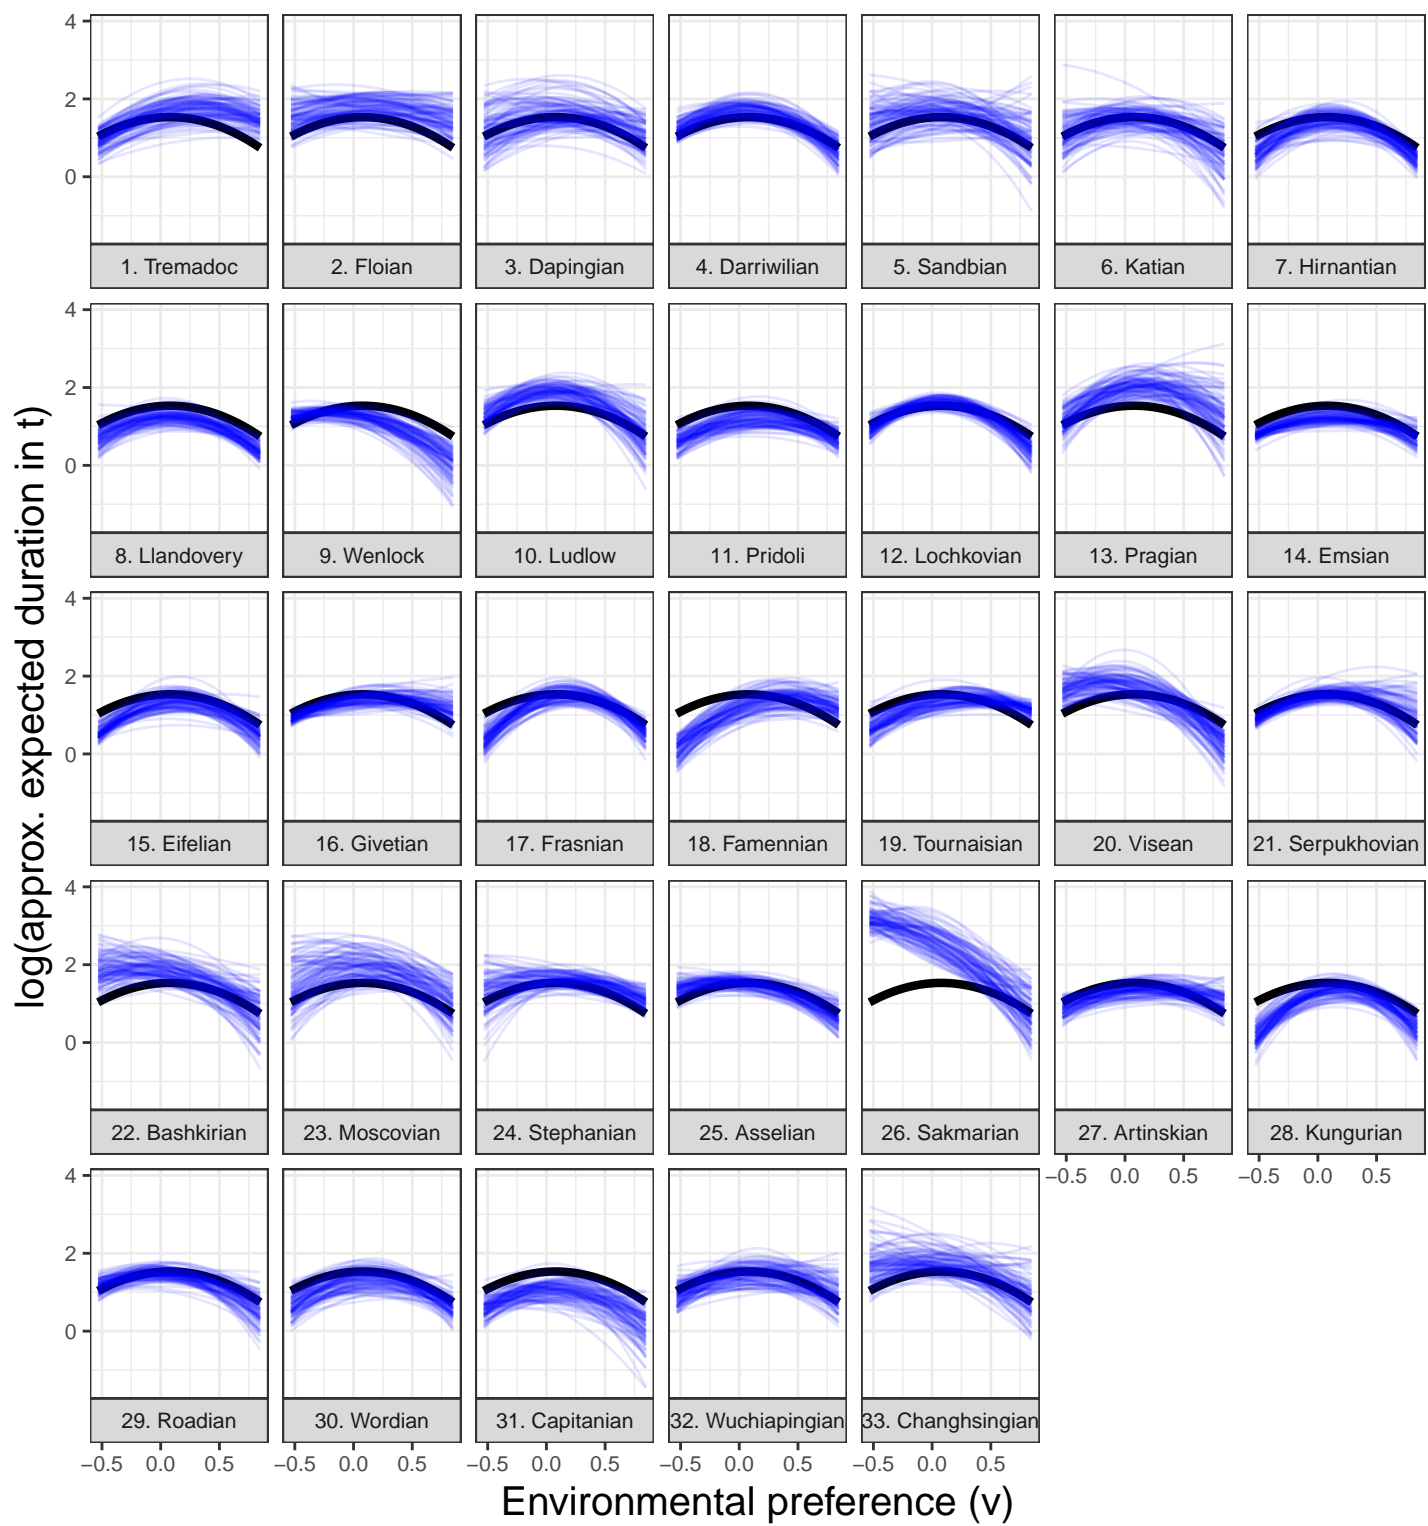 log(approx. expected duration in t)
4
2
0
1. Tremadoc
2. Floian
3. Dapingian
4. Darriwilian
5. Sandbian
6. Katian
7. Hirnantian
4
2
0
8. Llandovery
9. Wenlock
10. Ludlow
11. Pridoli
12. Lochkovian
13. Pragian
14. Emsian
4
2
0
15. Eifelian
16. Givetian
17. Frasnian
18. Famennian
19. Tournaisian
20. Visean
21. Serpukhovian
4
2
0
22. Bashkirian
23. Moscovian
24. Stephanian
25. Asselian
26. Sakmarian
27. Artinskian
28. Kungurian
−0.5 0.0 0.5
−0.5 0.0 0.5
4
2
0
29. Roadian
30. Wordian
31. Capitanian
32. Wuchiapingian
33. Changhsingian
−0.5 0.0 0.5
−0.5 0.0 0.5
−0.5 0.0 0.5
−0.5 0.0 0.5
−0.5 0.0 0.5
Environmental preference (v)